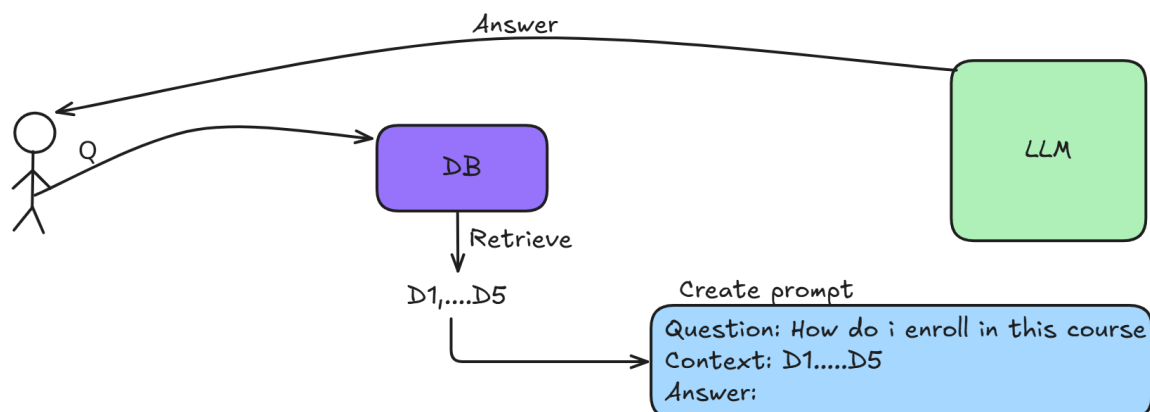 Answer
Q
DB
LLM
Retrieve
D1,....D5
Create prompt
Question: How do i enroll in this course
Context: D1.....D5
Answer: